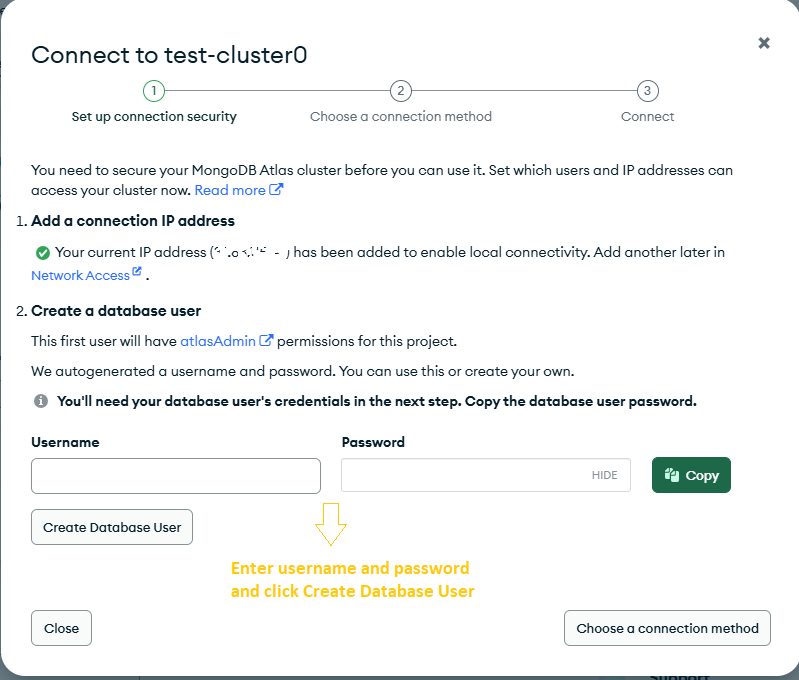 Connect to test-cluster0
1
2
3
Set up connection security
Choose a connection method
Connect
You need to secure your MongoDB Atlas cluster before you can use it. Set which users and IP addresses can
access your cluster now. Read more
1. Add a connection IP address
Your current IP address ( ) has been added to enable local connectivity. Add another later in
Network Access .
2. Create a database user
This first user will have atlasAdmin permissions for this project.
We autogenerated a username and password. You can use this or create your own.
You'll need your database user's credentials in the next step. Copy the database user password.
Username
Password
HIDE
Copy
Create Database User
Enter username and password
and click Create Database User
Close
Choose a connection method
Support